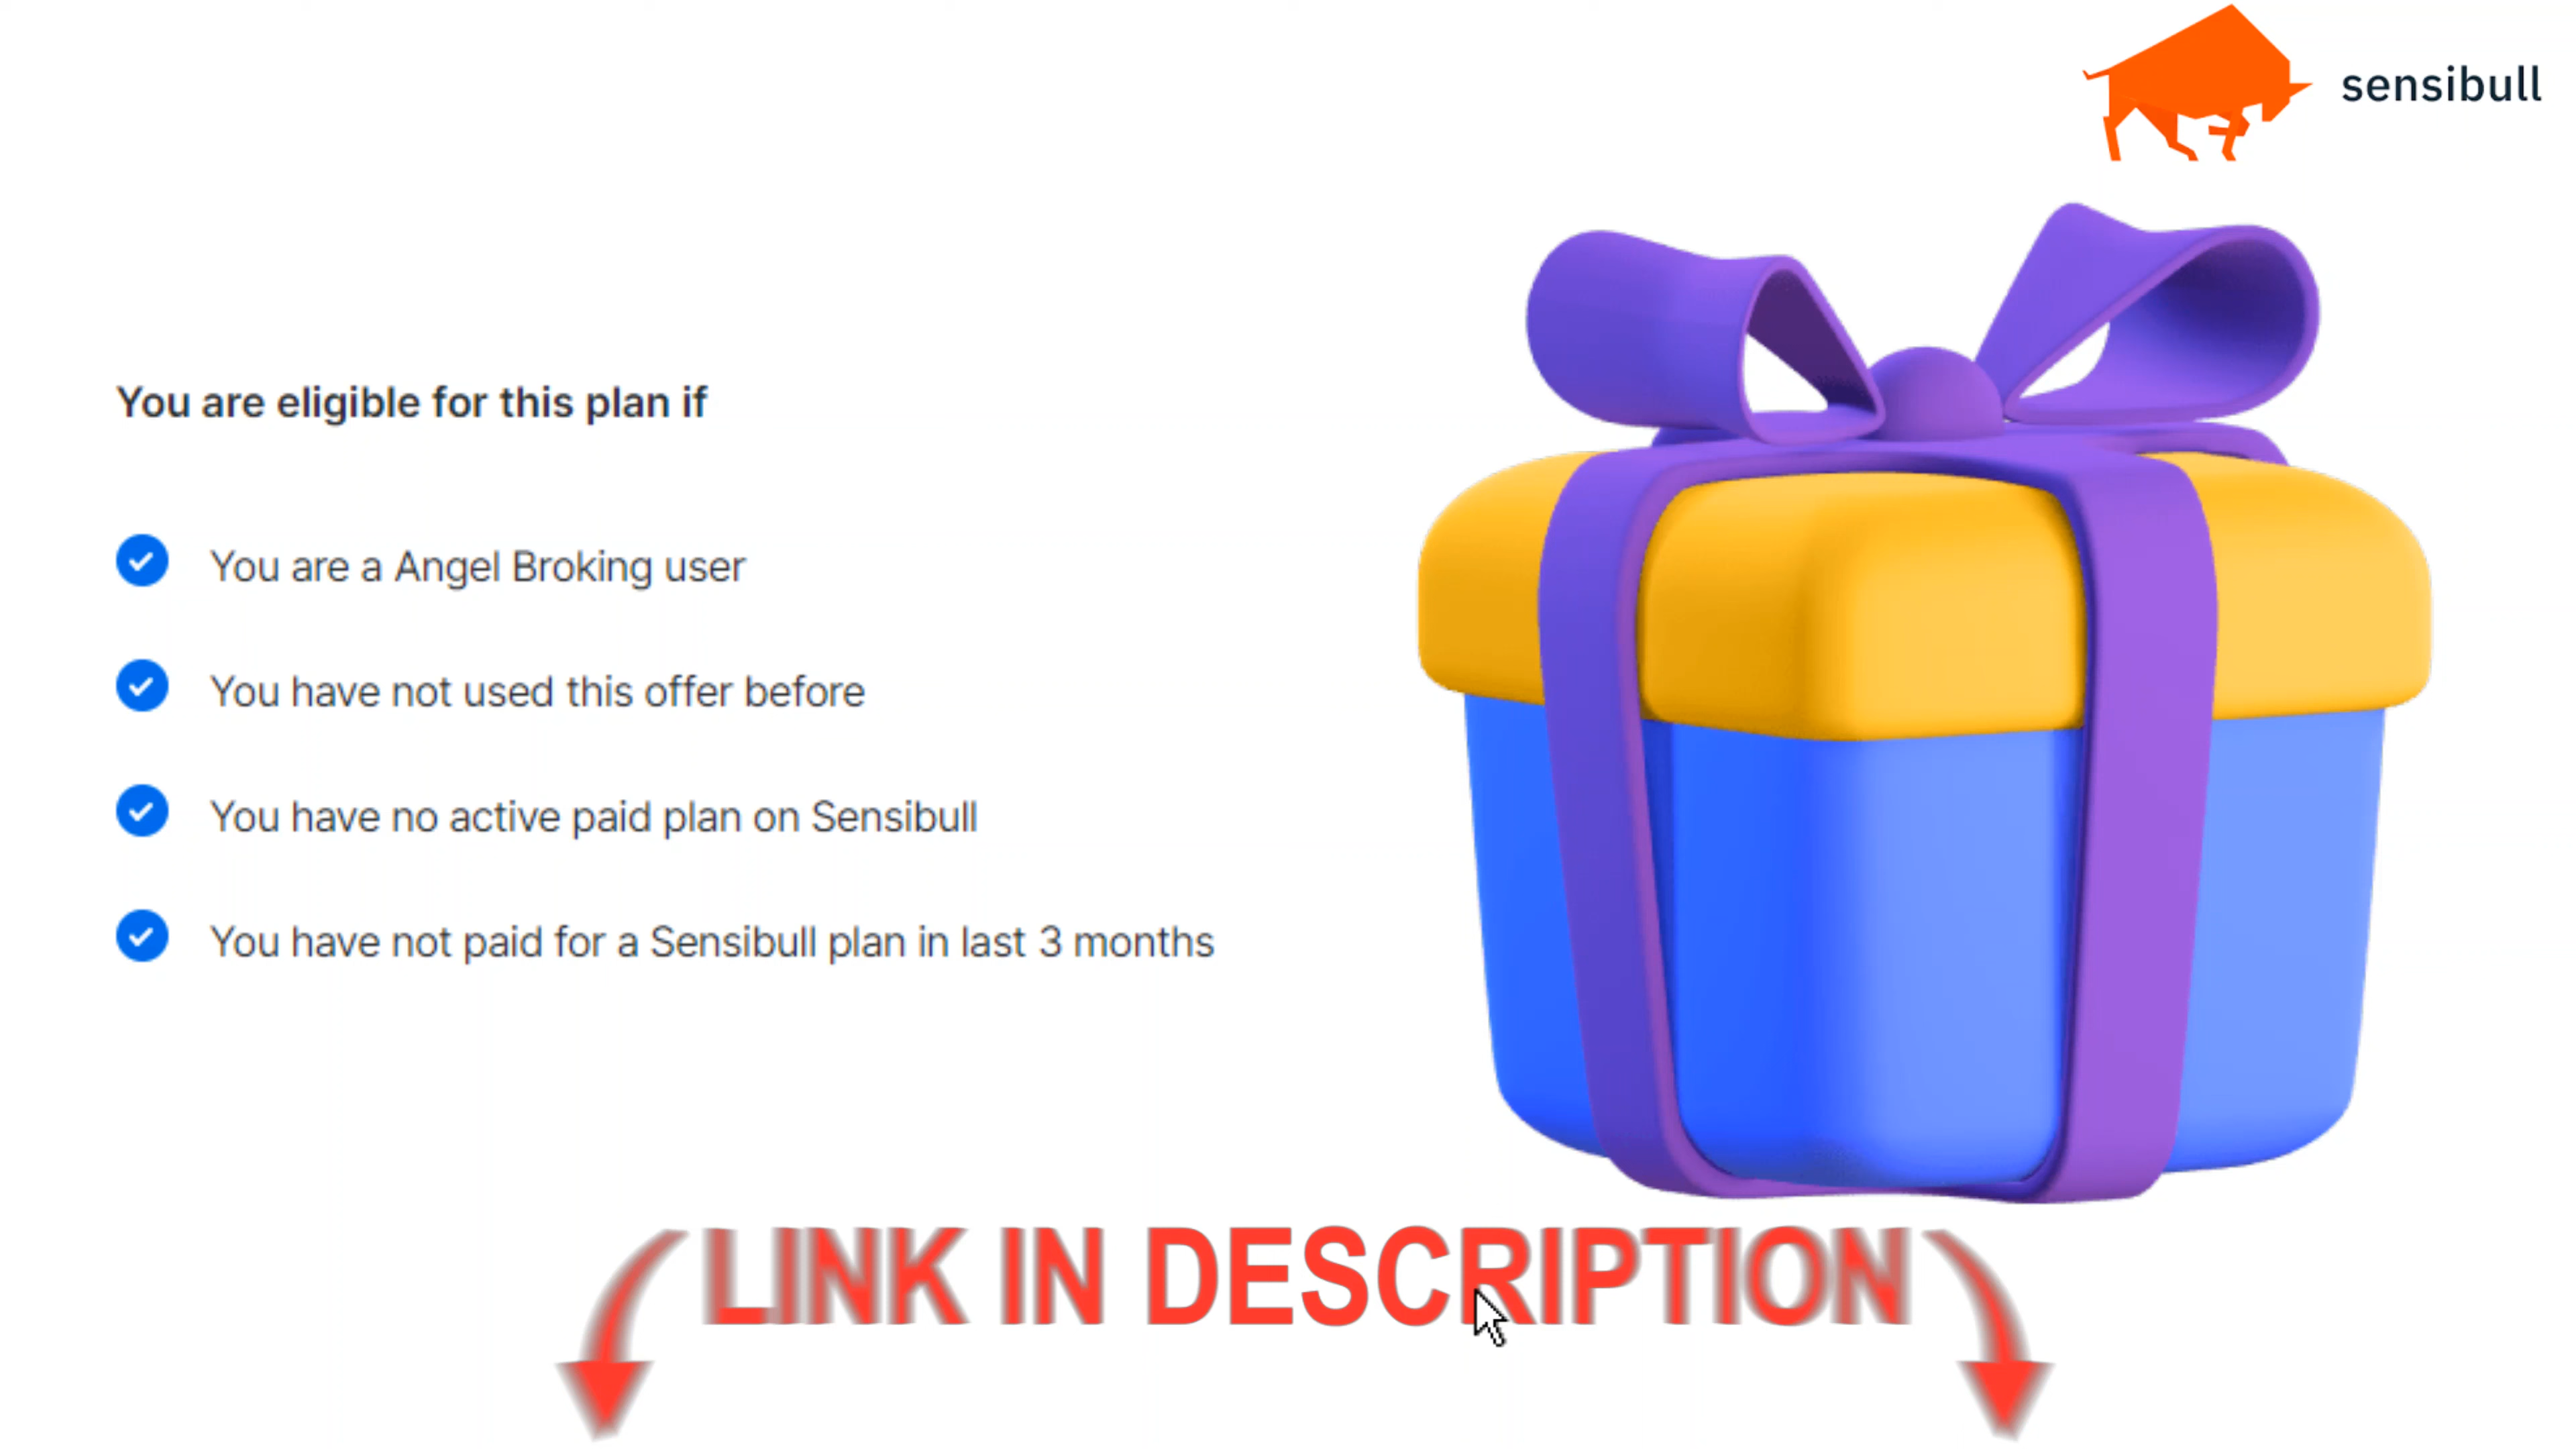 sensibull
You are eligible for this plan if
You are a Angel Broking user
You have not used this offer before
You have no active paid plan on Sensibull
You have not paid for a Sensibull plan in last 3 months
LINK IN DESCRIPTION